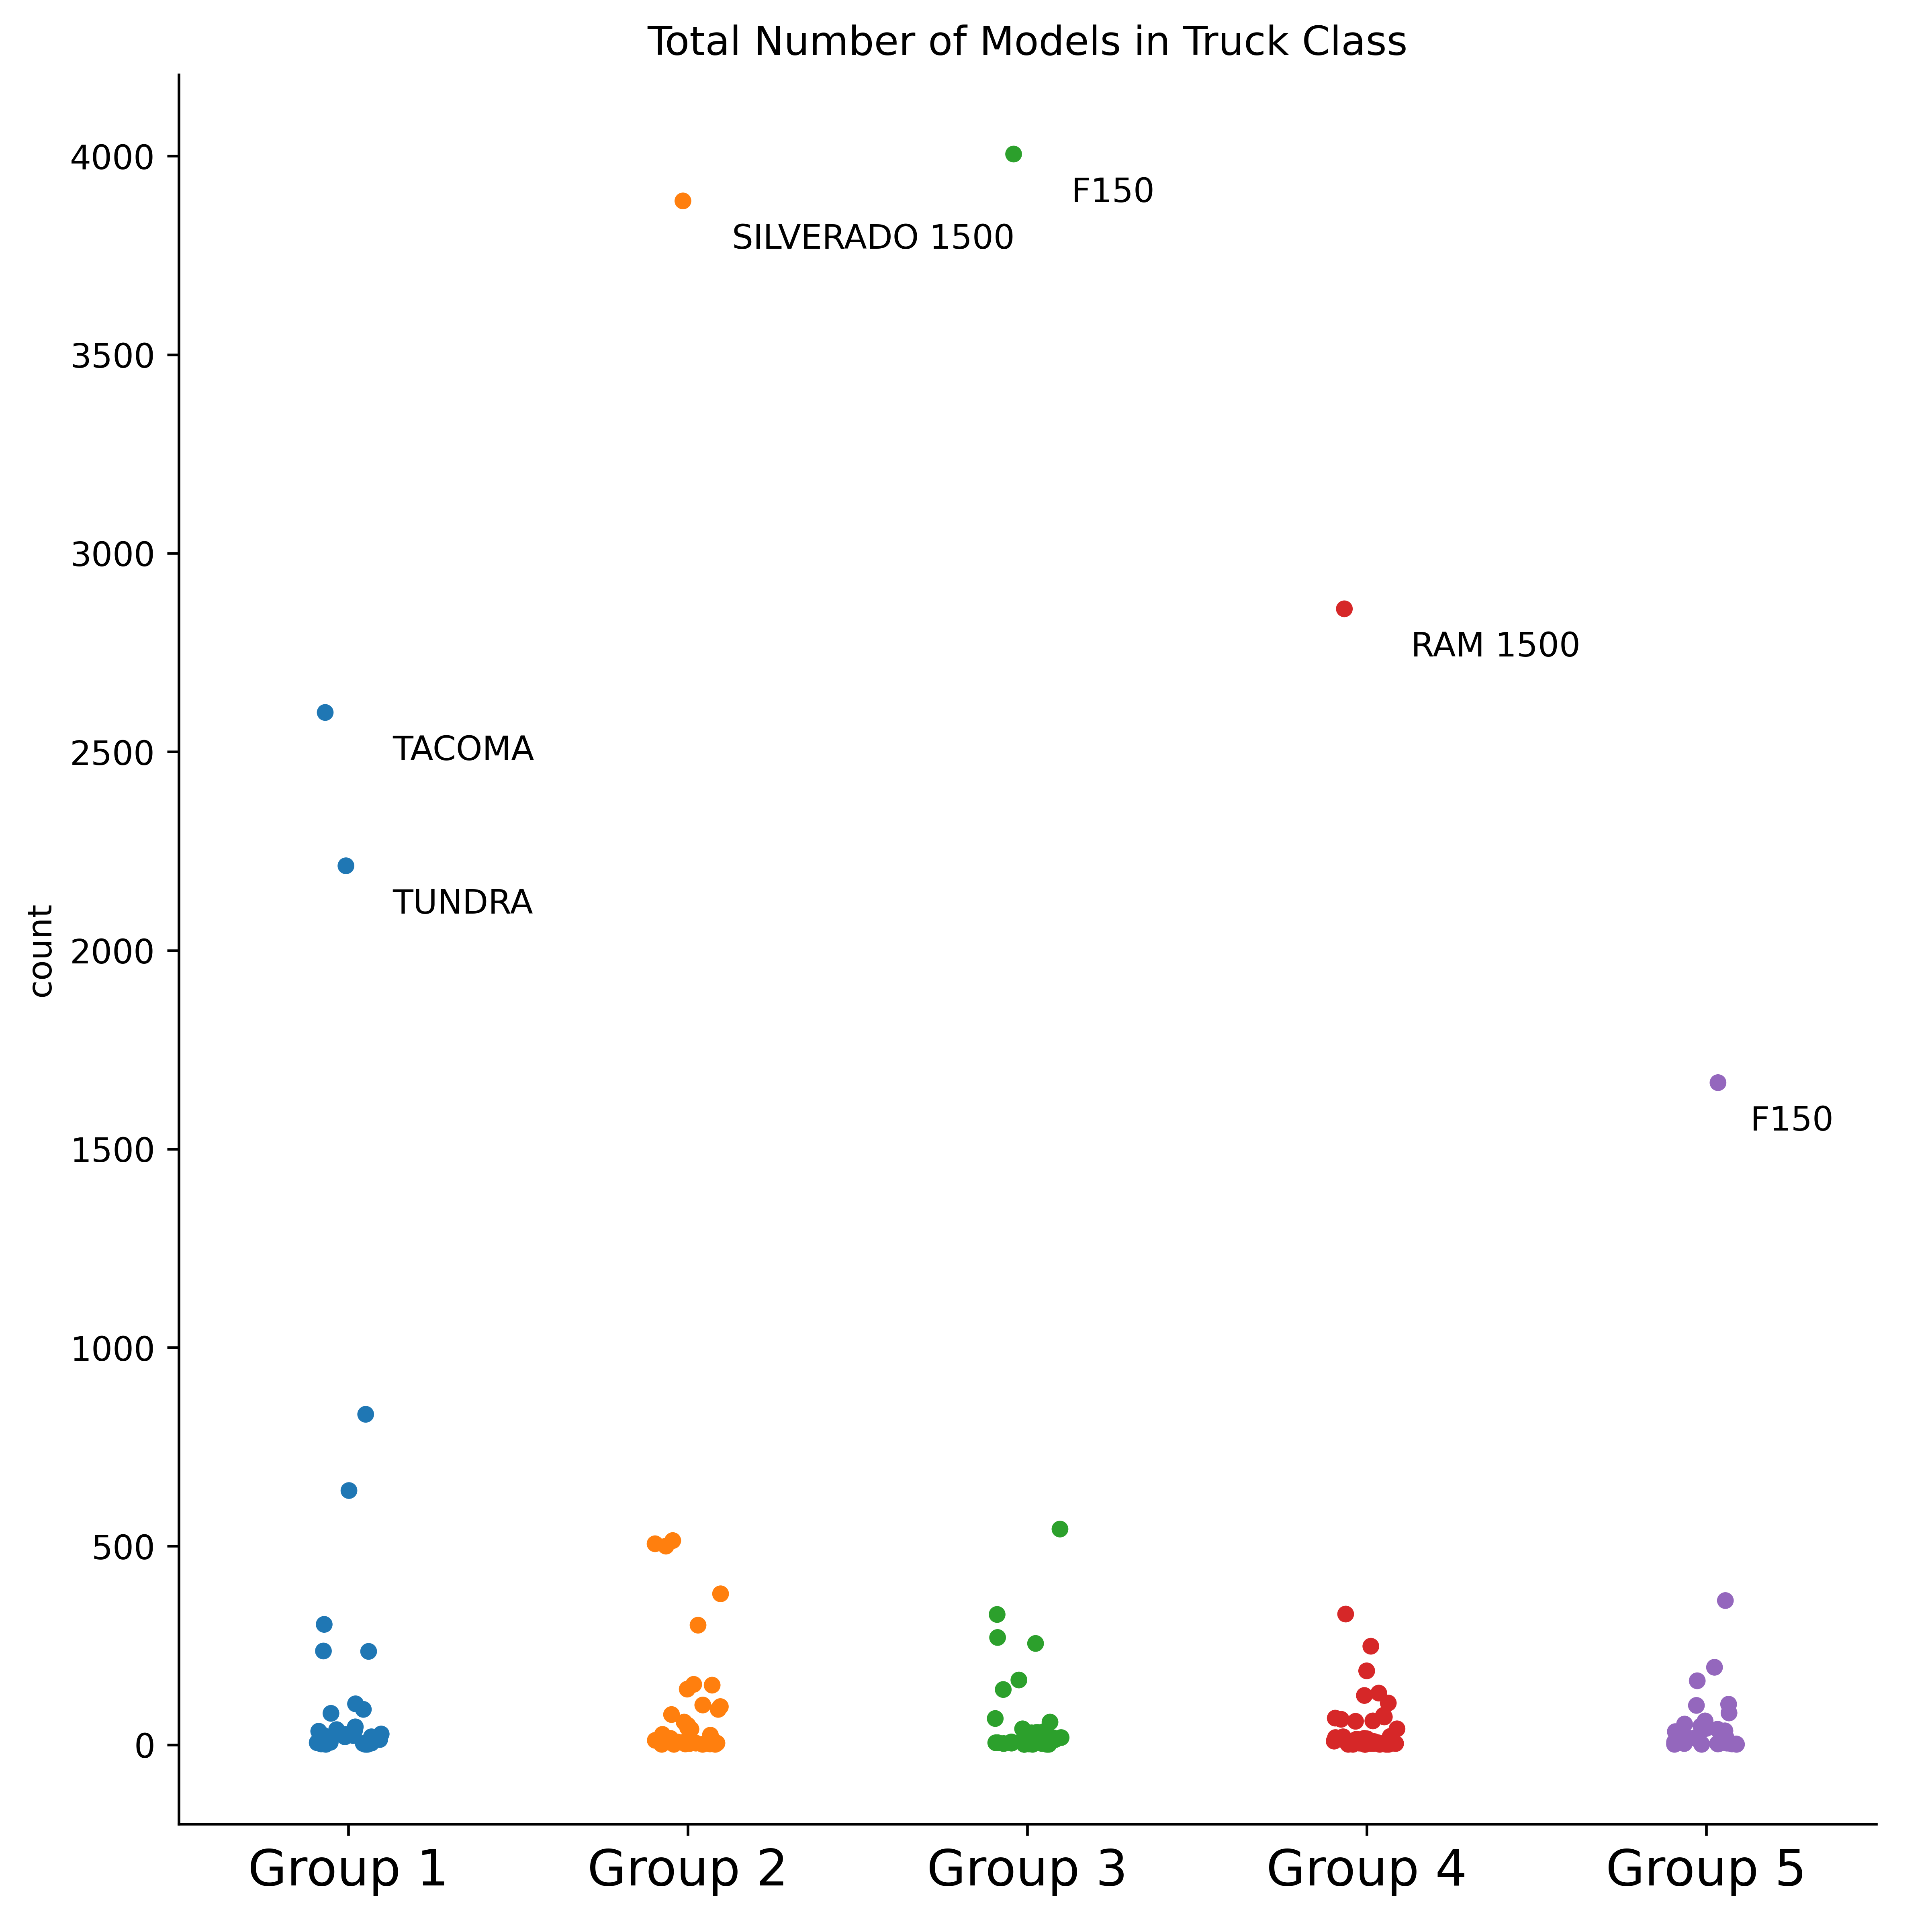 Total Number of Models in Truck Class
4000
F150
SILVERADO 1500
3500
3000
RAM 1500
TACOMA
2500
TUNDRA
count
2000
F150
1500
1000
500
0
Group 1 Group 2 Group 3 Group 4 Group 5